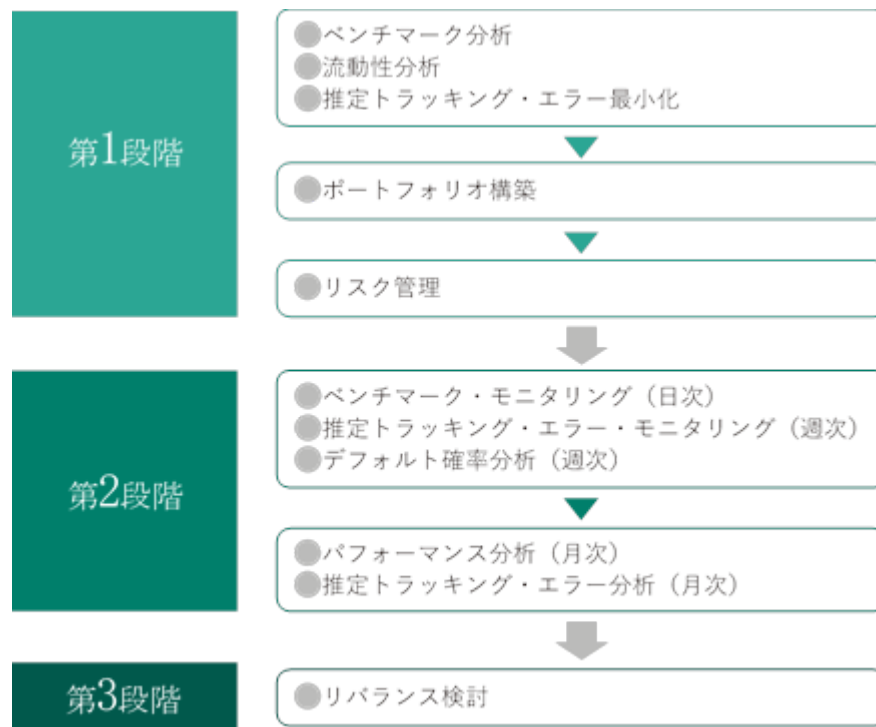 第1段階
●ベンチマーク分析
●流動性分析
●推定トラッキング・エラー最小化
●ポートフォリオ構築
●リスク管理
第2段階
●ベンチマーク・モニタリング（日次）
●推定トラッキング・エラー・モニタリング（週次）
●デフォルト確率分析（週次）
●パフォーマンス分析（月次）
●推定トラッキング・エラー分析（月次）
第3段階
●リバランス検討